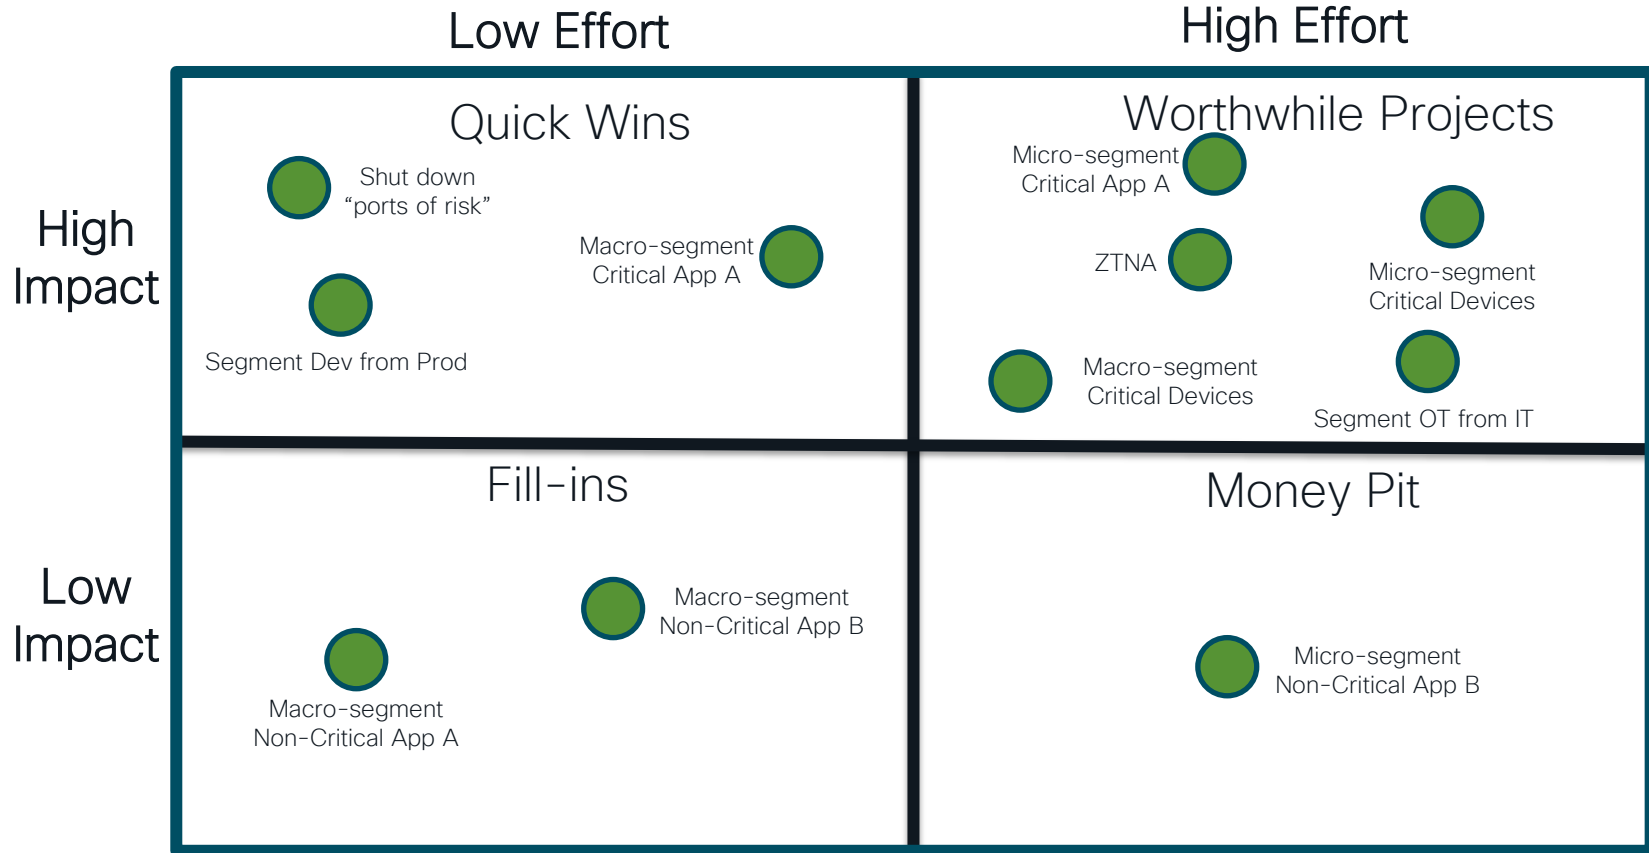 Low Effort
High Effort
High
Impact
Low
Impact
Quick Wins
Shut down
“ports of risk”
Macro-segment
Critical App A
Segment Dev from Prod
Worthwhile Projects
Micro-segment
Critical App A
ZTNA
Micro-segment
Critical Devices
Macro-segment
Critical Devices
Segment OT from IT
Fill-ins
Macro-segment
Non-Critical App B
Macro-segment
Non-Critical App A
Money Pit
Micro-segment
Non-Critical App B